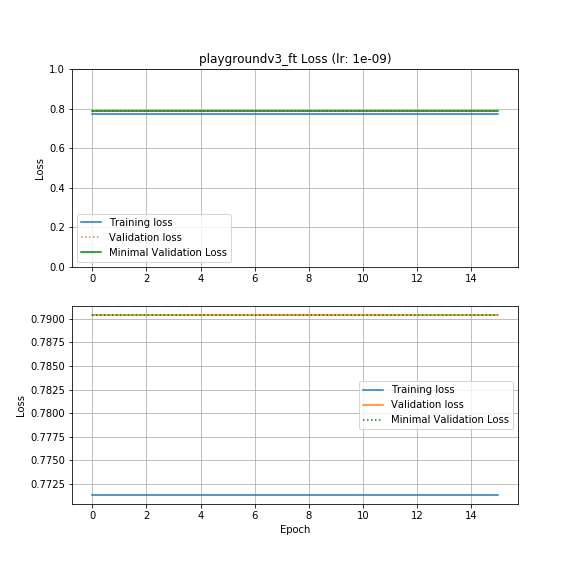 playgroundv3_ft Loss (lr: 1e-09)
1.0
0.8
0.6
0.4
0.2
0.0
Loss
Training loss
Validation loss
Minimal Validation Loss
0 2 4 6 8 10 12 14
0.7900
0.7875
0.7850
0.7825
0.7800
0.7775
0.7750
0.7725
Loss
Training loss
Validation loss
Minimal Validation Loss
0 2 4 6 8 10 12 14
Epoch